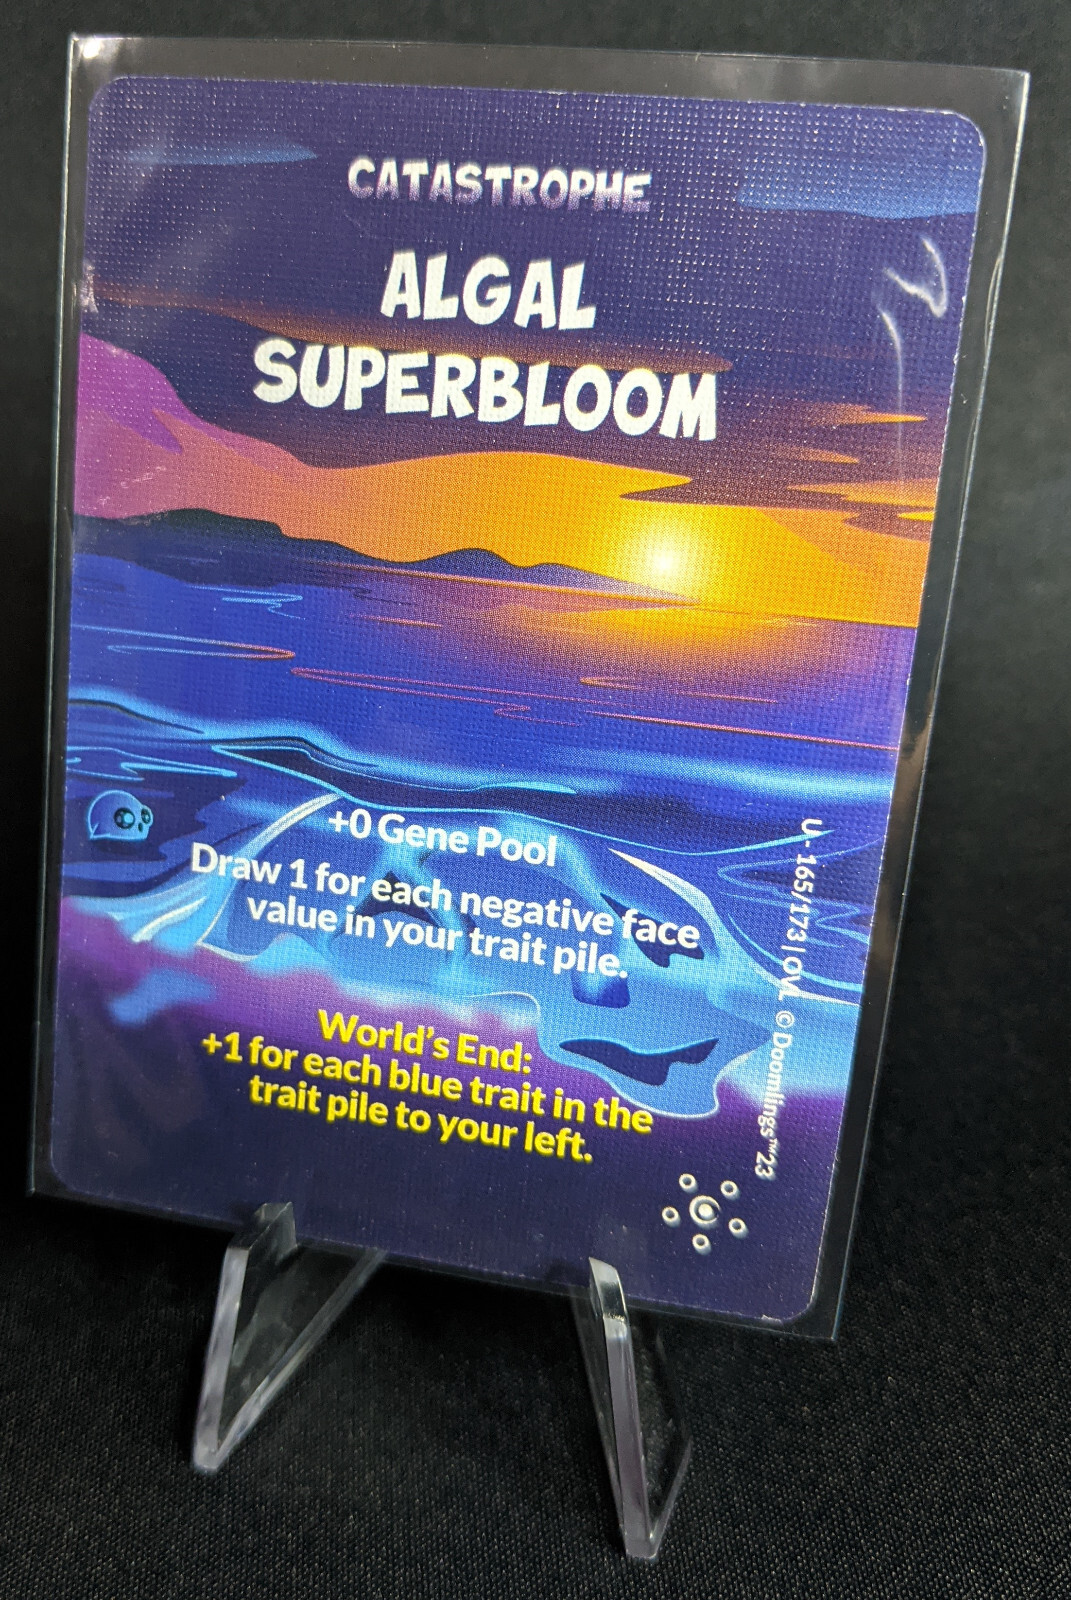 CATASTROPHE
ALGAL
SUPERBLOOM
+0 Gene Pool
Draw 1 for each negative face
value in your trait pile.
World's End:
+1 for each blue trait in the
trait pile to your left.
U- 165/173 | OVL © Doomlings™ 23